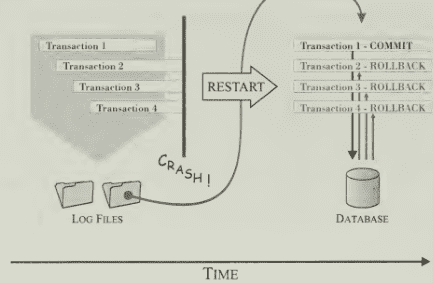 Transaction 1
Transaction 2
Transaction 3
Transaction 4
CRASH!
LOG FILES
RESTART
Transaction 1 - COMMIT
Transaction 2 - ROLLBACK
Transaction 3 - ROLLBACK
Transaction 4 - ROLLBACK
DATABASE
TIME